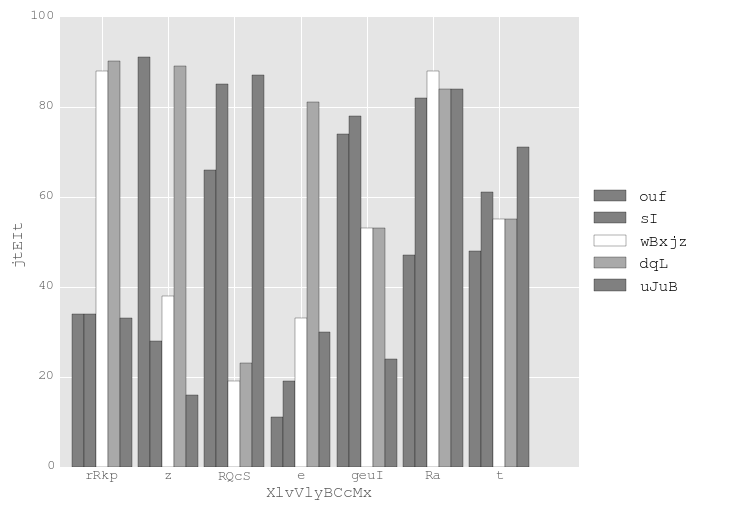 100
80
60
40
20
0
jtEIt
rRkp z RQcS e geuI Ra t
XlvVlyBCcMx
ouf
sI
wBxjz
dqL
uJuB